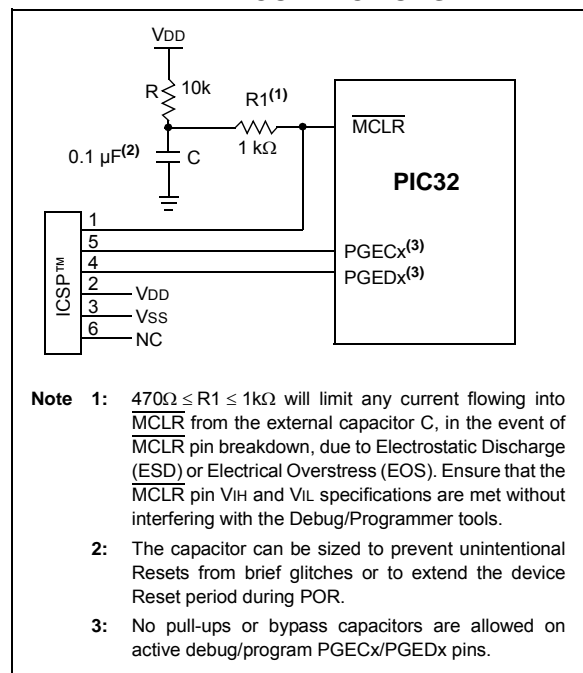 VDD
R 10k
R1(1)
1 kΩ
0.1 µF(2) C
MCLR
PIC32
ICSP™
1
5
4
2
3
6
PGECx(3)
PGEDx(3)
VDD
VSS
NC
Note 1: 470Ω ≤ R1 ≤ 1kΩ will limit any current flowing into
MCLR from the external capacitor C, in the event of
MCLR pin breakdown, due to Electrostatic Discharge
(ESD) or Electrical Overstress (EOS). Ensure that the
MCLR pin VIH and VIL specifications are met without
interfering with the Debug/Programmer tools.
2: The capacitor can be sized to prevent unintentional
Resets from brief glitches or to extend the device
Reset period during POR.
3: No pull-ups or bypass capacitors are allowed on
active debug/program PGECx/PGEDx pins.